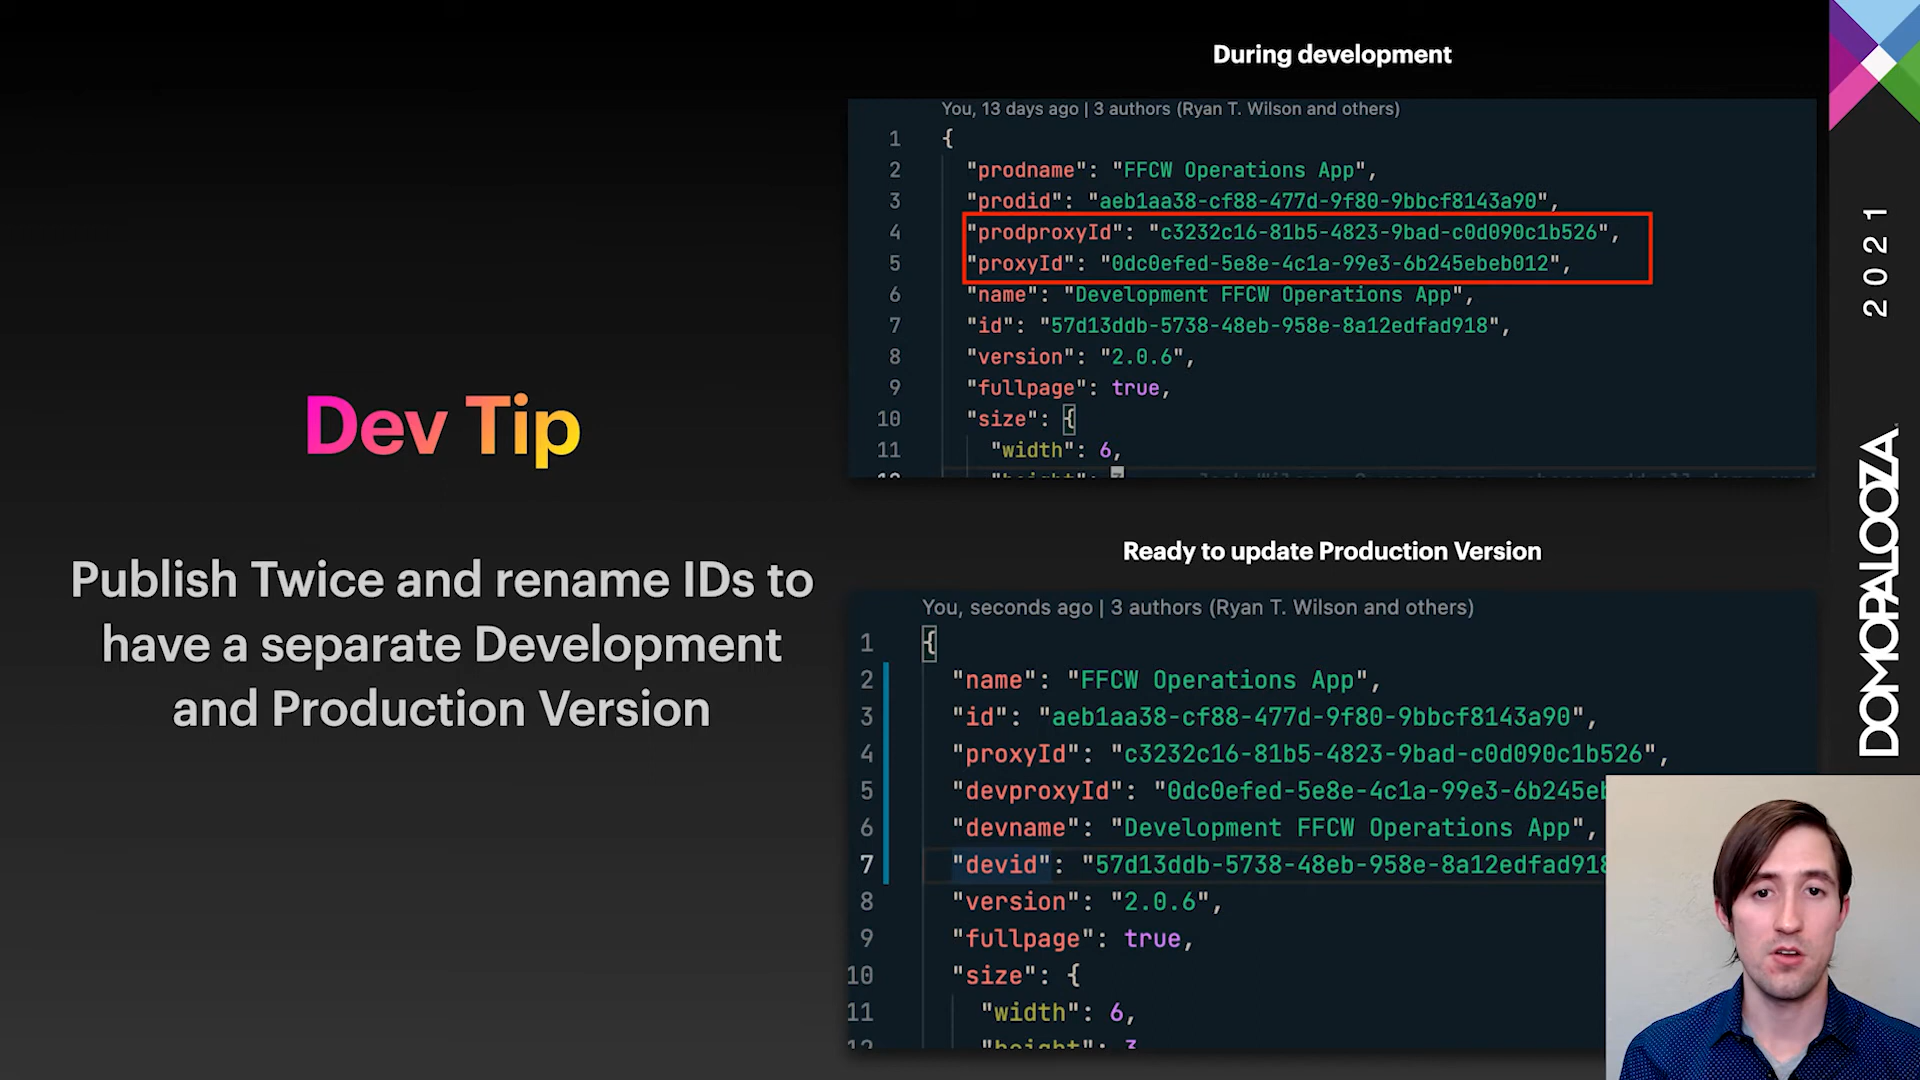 During development
You, 13 days ago | 3 authors (Ryan T. Wilson and others)
1 {
2 "prodname": "FFCW Operations App",
3 "prodid": "aeb1aa38-cf88-477d-9f80-9bbcf8143a90",
4 "prodproxyId": "c3232c16-81b5-4823-9bad-c0d090c1b526",
5 "proxyId": "0dc0efed-5e8e-4c1a-99e3-6b245ebeb012",
6 "name": "Development FFCW Operations App",
7 "id": "57d13ddb-5738-48eb-958e-8a12edfad918",
8 "version": "2.0.6",
9 "fullpage": true,
10 "size": {
11 "width": 6,
Dev Tip
Publish Twice and rename IDs to
have a separate Development
and Production Version
Ready to update Production Version
You, seconds ago | 3 authors (Ryan T. Wilson and others)
1 {
2 "name": "FFCW Operations App",
3 "id": "aeb1aa38-cf88-477d-9f80-9bbcf8143a90",
4 "proxyId": "c3232c16-81b5-4823-9bad-c0d090c1b526",
5 "devproxyId": "0dc0efed-5e8e-4c1a-99e3-6b245eb
6 "devname": "Development FFCW Operations App",
7 "devid": "57d13ddb-5738-48eb-958e-8a12edfad918
8 "version": "2.0.6",
9 "fullpage": true,
10 "size": {
11 "width": 6,
12 "height": 3
DOMOPALOOZA
2021